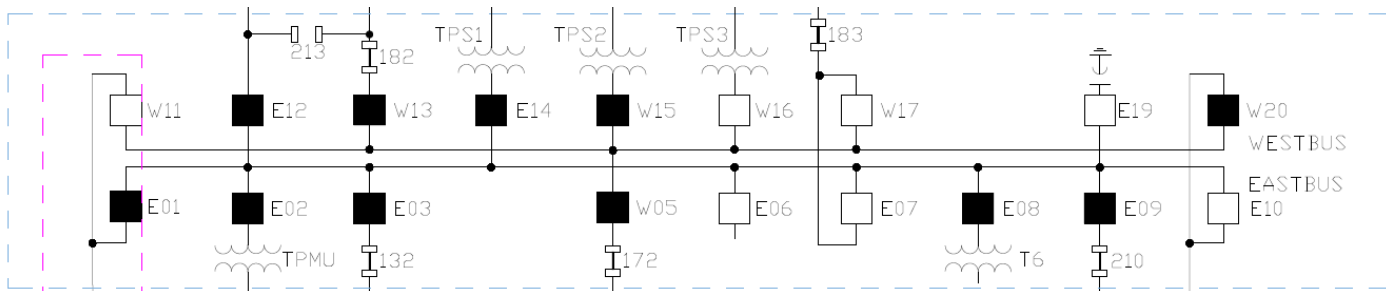 TPS1
TPS2
TPS3
183
213
182
W11
E12
W13
E14
W15
W16
W17
E19
W20
WESTBUS
EASTBUS
E01
E02
E03
W05
E06
E07
E08
E09
E10
TPMU
132
172
T6
210